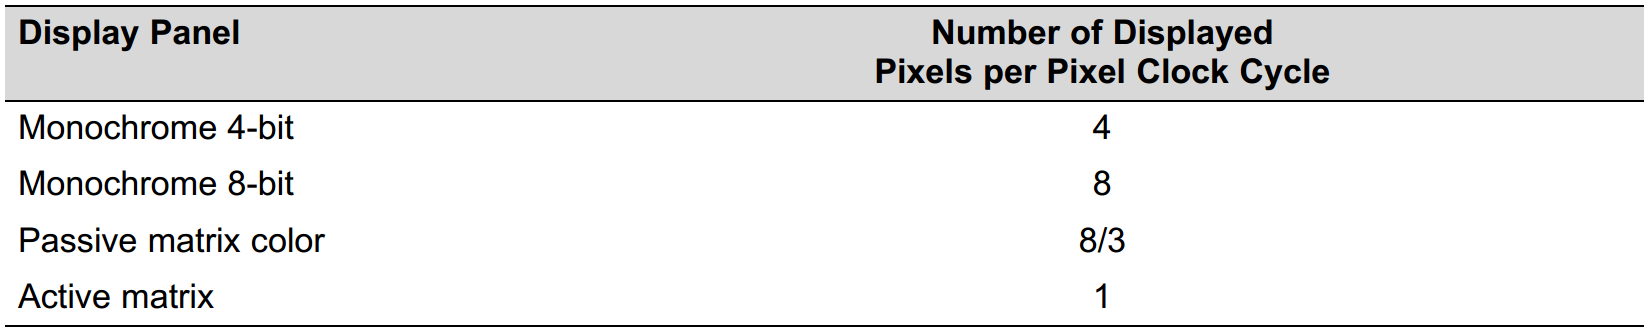 Display Panel
Number of Displayed
Pixels per Pixel Clock Cycle
Monochrome 4-bit 4
Monochrome 8-bit 8
Passive matrix color 8/3
Active matrix 1